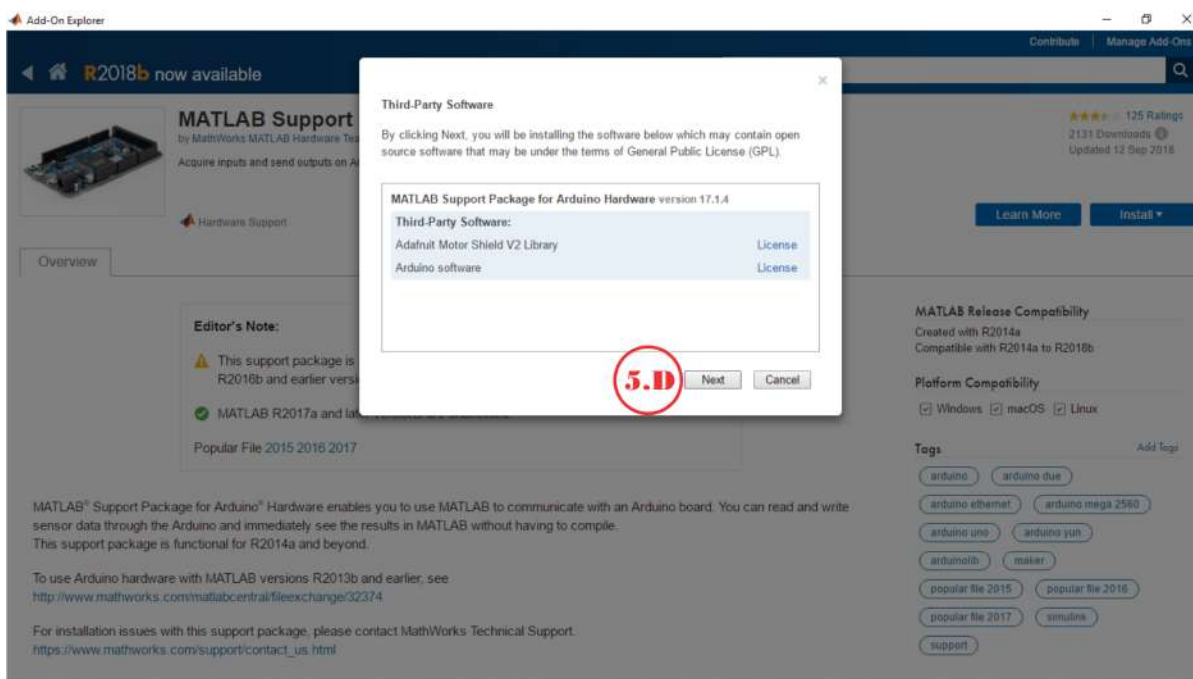 Add-On Explorer
Contribute
Manage Add-Ons
R2018b now available
MATLAB Support
by MathWorks MATLAB Hardware
Acquire inputs and send outputs on
Hardware Support
125 Ratings
2131 Downloads
Updated 12 Sep 2018
Learn More
Install
Overview
Third-Party Software
By clicking Next, you will be installing the software below which may contain open
source software that may be under the terms of General Public License (GPL).
MATLAB Support Package for Arduino Hardware version 17.1.4
Third-Party Software:
Adafruit Motor Shield V2 Library License
Arduino software License
5.D
Next
Cancel
Editor's Note:
This support package is
R2016b and earlier
MATLAB R2017a and
Popular File 2015 2016 2017
MATLAB® Support Package for Arduino® Hardware enables you to use MATLAB to communicate with an Arduino board. You can read and write
sensor data through the Arduino and immediately see the results in MATLAB without having to compile.
This support package is functional for R2014a and beyond.
To use Arduino hardware with MATLAB versions R2013b and earlier, see
http://www.mathworks.com/matlabcentral/fileexchange/32374
For installation issues with this support package, please contact MathWorks Technical Support.
https://www.mathworks.com/support/contact_us.html
MATLAB Release Compatibility
Created with R2014a
Compatible with R2014a to R2018b
Platform Compatibility
Windows macOS Linux
Tags
Add Tags
arduino arduino due
arduino ethernet arduino mega 2560
arduino uno arduino yun
arduinolib maker
popular file 2015 popular file 2016
popular file 2017 simulink
support